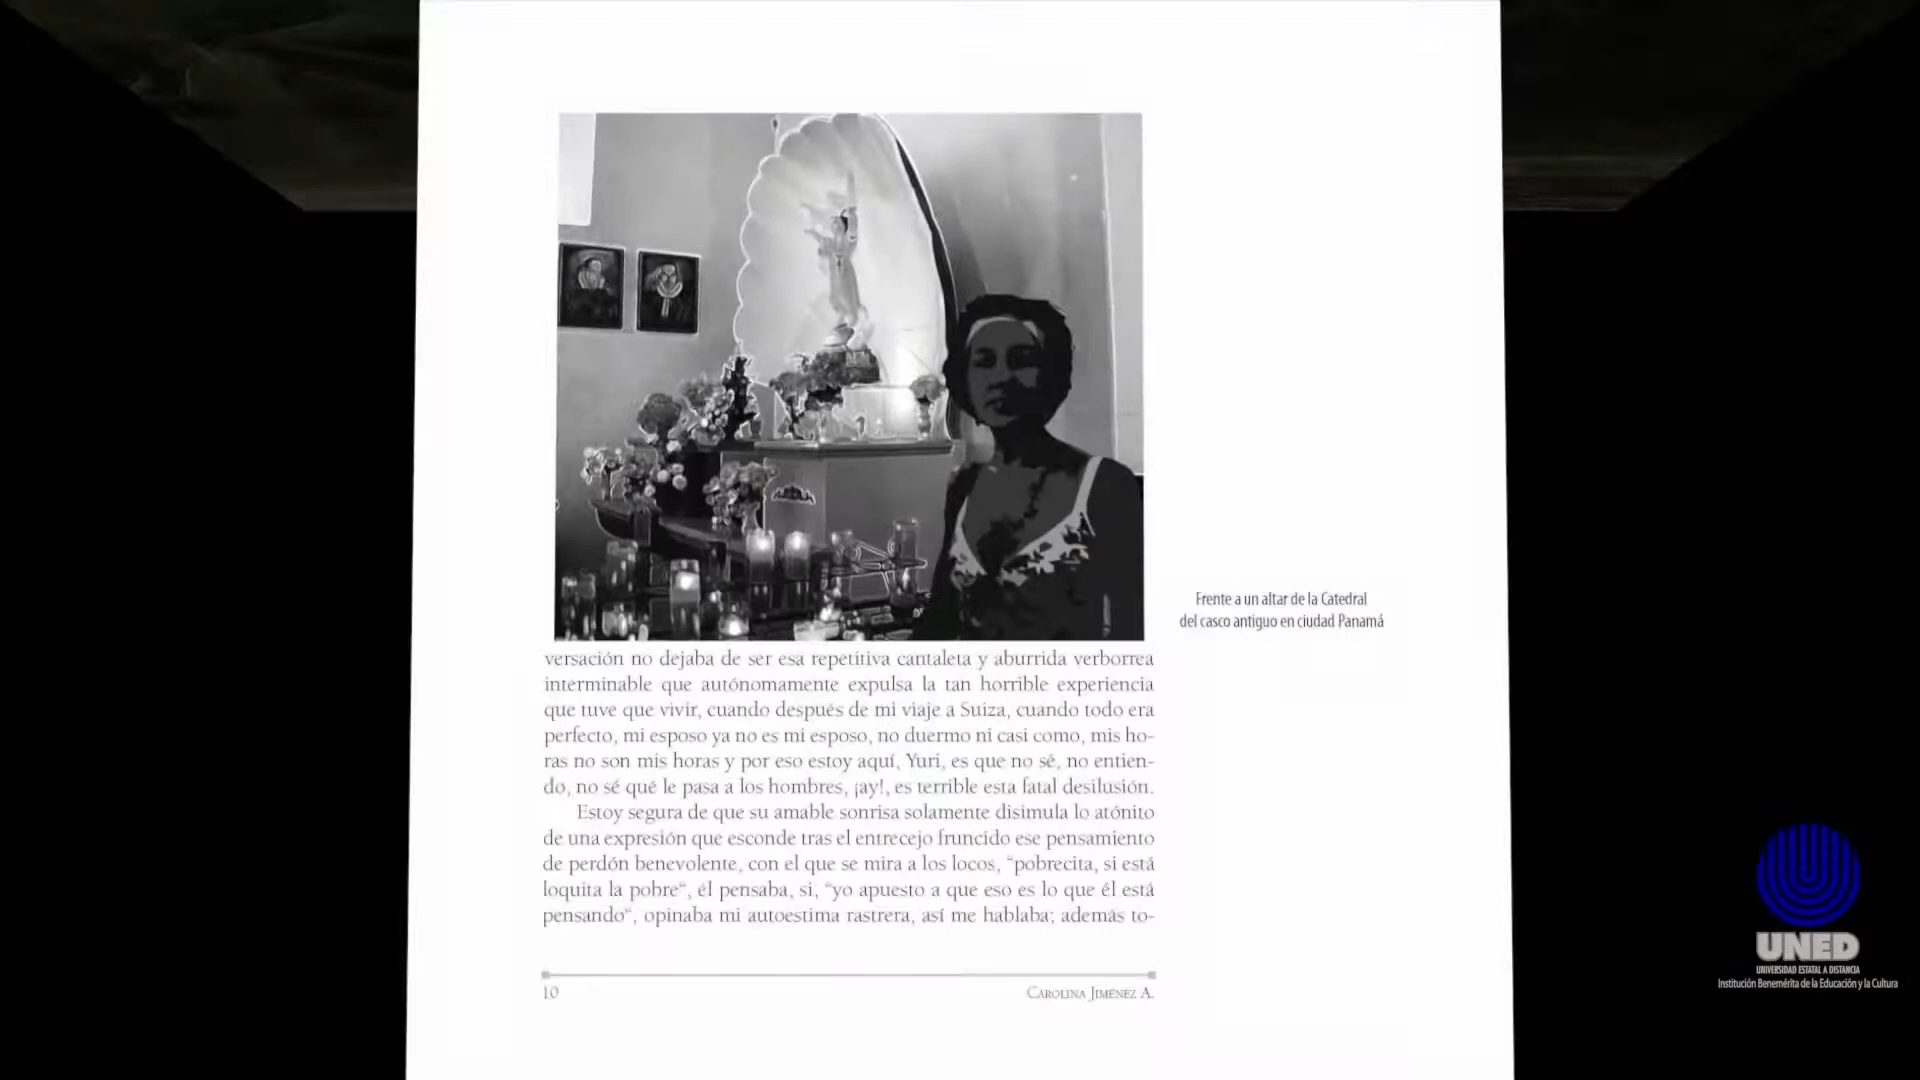 Frente a un altar de la Catedral
del casco antiguo en ciudad Panamá
versación no dejaba de ser esa repetitiva cantaleta y aburrida verborrea
interminable que autónomamente expulsa la tan horrible experiencia
que tuve que vivir, cuando después de mi viaje a Suiza, cuando todo era
perfecto, mi esposo ya no es mi esposo, no duermo ni casi como, mis ho-
ras no son mis horas y por eso estoy aquí, Yuri, es que no sé, no entien-
do, no sé qué le pasa a los hombres, ¡ay!, es terrible esta fatal desilusión.
Estoy segura de que su amable sonrisa solamente disimula lo atónito
de una expresión que esconde tras el entrecejo fruncido ese pensamiento
de perdón benevolente, con el que se mira a los locos, “pobrecita, si está
loquita la pobre“, él pensaba, si, “yo apuesto a que eso es lo que él está
pensando“, opinaba mi autoestima rastrera, así me hablaba; además to-
10 CAROLINA JIMÉNEZ A.
UNED
UNIVERSIDAD ESTATAL A DISTANCIA
Institución Benemérita de la Educación y la Cultura